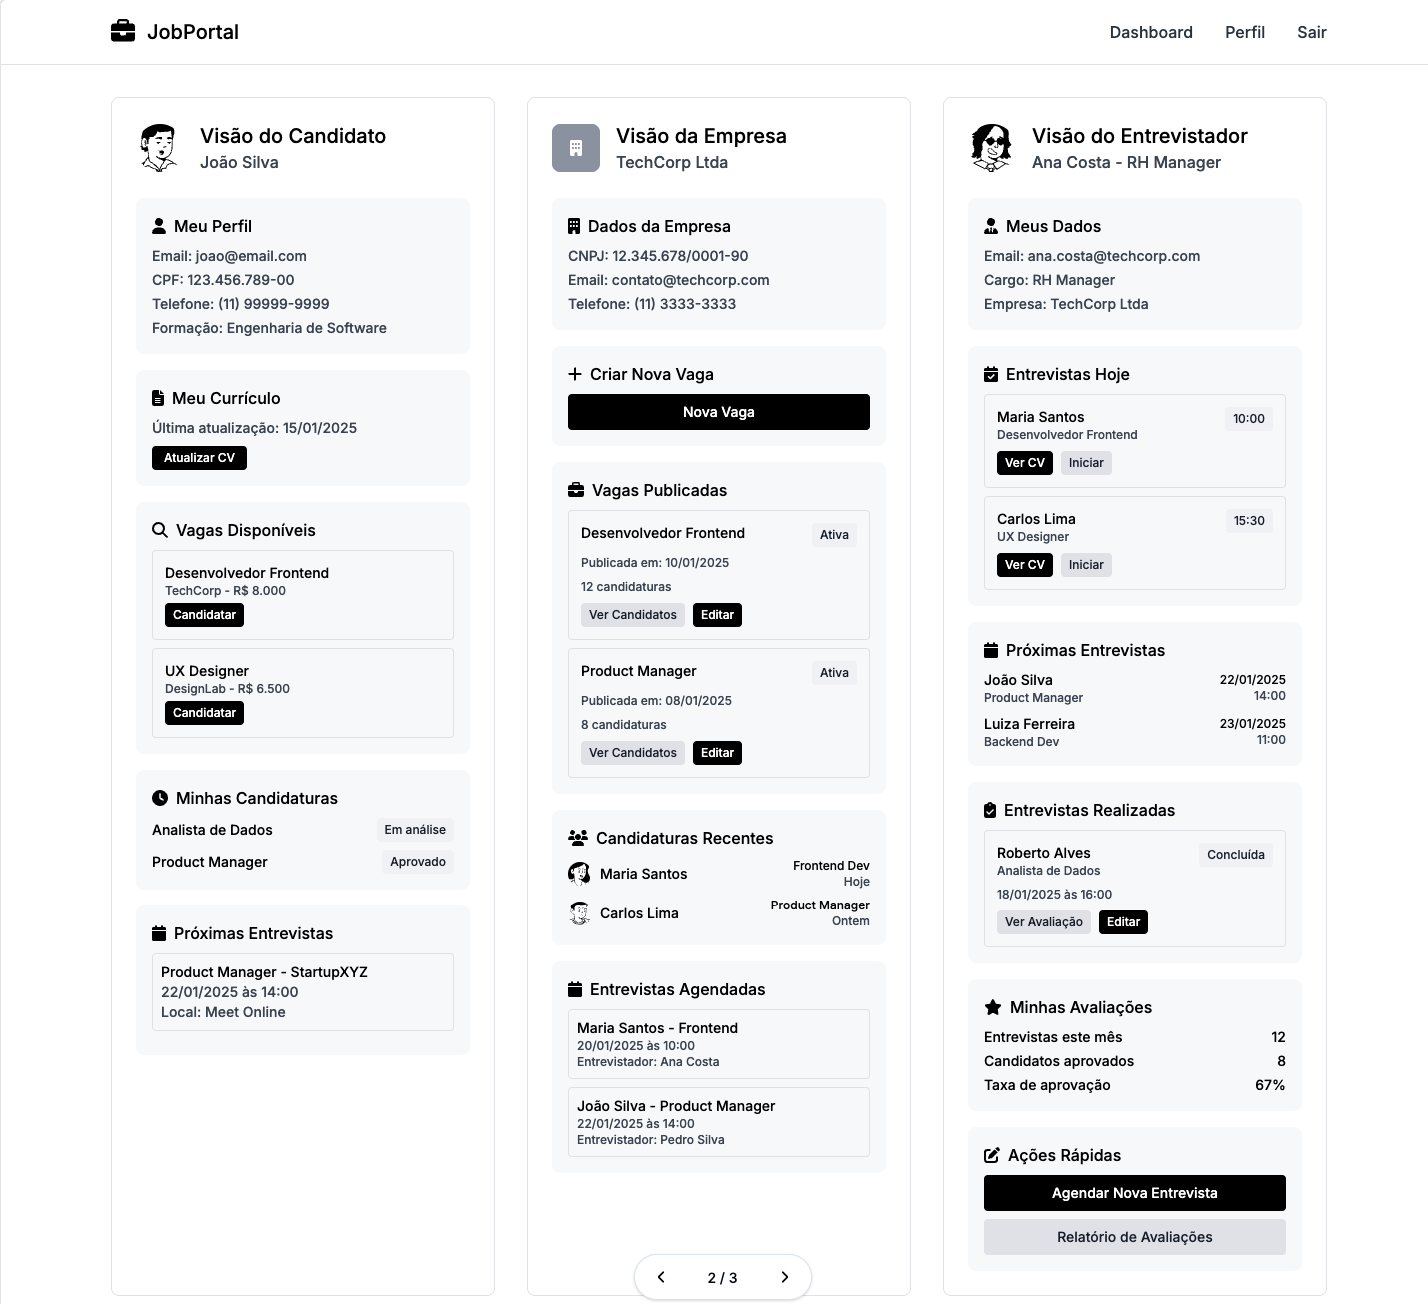 JobPortal
Dashboard
Perfil
Sair
Visão do Candidato
João Silva
Meu Perfil
Email: joao@email.com
CPF: 123.456.789-00
Telefone: (11) 99999-9999
Formação: Engenharia de Software
Meu Currículo
Última atualização: 15/01/2025
Atualizar CV
Vagas Disponíveis
Desenvolvedor Frontend
TechCorp - R$ 8.000
Candidatar
UX Designer
DesignLab - R$ 6.500
Candidatar
Minhas Candidaturas
Analista de Dados
Em análise
Product Manager
Aprovado
Próximas Entrevistas
Product Manager - StartupXYZ
22/01/2025 às 14:00
Local: Meet Online
Visão da Empresa
TechCorp Ltda
Dados da Empresa
CNPJ: 12.345.678/0001-90
Email: contato@techcorp.com
Telefone: (11) 3333-3333
Criar Nova Vaga
Nova Vaga
Vagas Publicadas
Desenvolvedor Frontend
Ativa
Publicada em: 10/01/2025
12 candidaturas
Ver Candidatos
Editar
Product Manager
Ativa
Publicada em: 08/01/2025
8 candidaturas
Ver Candidatos
Editar
Candidaturas Recentes
Maria Santos
Frontend Dev
Hoje
Carlos Lima
Product Manager
Ontem
Entrevistas Agendadas
Maria Santos - Frontend
20/01/2025 às 10:00
Entrevistador: Ana Costa
João Silva - Product Manager
22/01/2025 às 14:00
Entrevistador: Pedro Silva
Visão do Entrevistador
Ana Costa - RH Manager
Meus Dados
Email: ana.costa@techcorp.com
Cargo: RH Manager
Empresa: TechCorp Ltda
Entrevistas Hoje
Maria Santos
10:00
Desenvolvedor Frontend
Ver CV
Iniciar
Carlos Lima
15:30
UX Designer
Ver CV
Iniciar
Próximas Entrevistas
João Silva
22/01/2025
Product Manager
14:00
Luiza Ferreira
23/01/2025
Backend Dev
11:00
Entrevistas Realizadas
Roberto Alves
Concluída
Analista de Dados
18/01/2025 às 16:00
Ver Avaliação
Editar
Minhas Avaliações
Entrevistas este mês
12
Candidatos aprovados
8
Taxa de aprovação
67%
Ações Rápidas
Agendar Nova Entrevista
Relatório de Avaliações
2 / 3